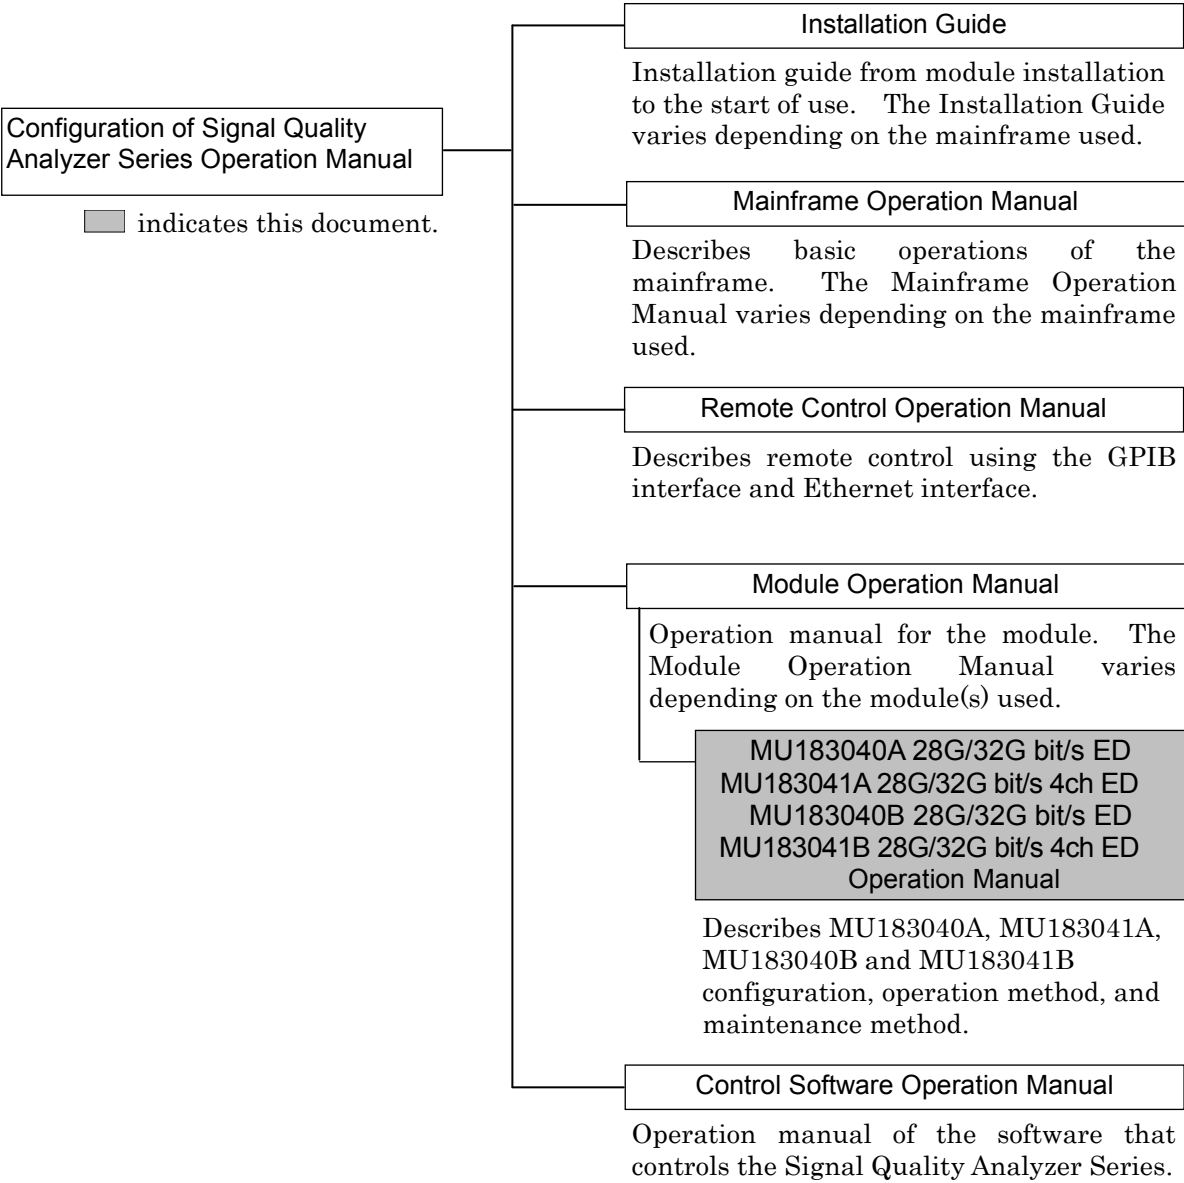 Configuration of Signal Quality
Analyzer Series Operation Manual
indicates this document.
Installation Guide
Installation guide from module installation
to the start of use. The Installation Guide
varies depending on the mainframe used.
Mainframe Operation Manual
Describes basic operations of the
mainframe. The Mainframe Operation
Manual varies depending on the mainframe
used.
Remote Control Operation Manual
Describes remote control using the GPIB
interface and Ethernet interface.
Module Operation Manual
Operation manual for the module. The
Module Operation Manual varies
depending on the module(s) used.
MU183040A 28G/32G bit/s ED
MU183041A 28G/32G bit/s 4ch ED
MU183040B 28G/32G bit/s ED
MU183041B 28G/32G bit/s 4ch ED
Operation Manual
Describes MU183040A, MU183041A,
MU183040B and MU183041B
configuration, operation method, and
maintenance method.
Control Software Operation Manual
Operation manual of the software that
controls the Signal Quality Analyzer Series.